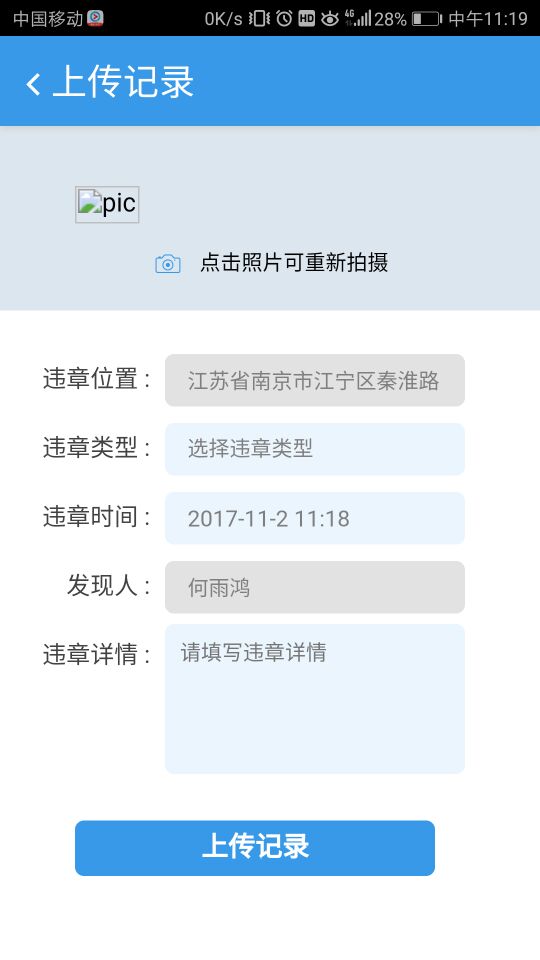 中国移动 0K/s HD 4G 28% 中午11:19
上传记录
pic
点击照片可重新拍摄
违章位置： 江苏省南京市江宁区秦淮路
违章类型： 选择违章类型
违章时间： 2017-11-2 11:18
发现人： 何雨鸿
违章详情： 请填写违章详情
上传记录